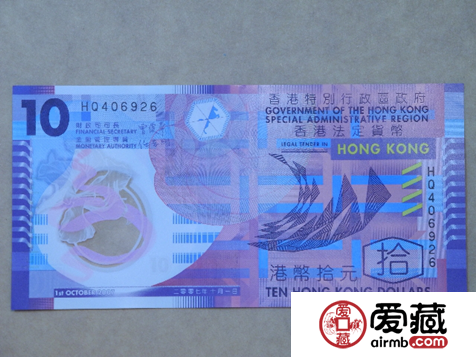 10
HQ406926
財政司司長
FINANCIAL SECRETARY
金融管理專員
MONETARY AUTHORITY
香港特別行政區政府
GOVERNMENT OF THE HONG KONG
SPECIAL ADMINISTRATIVE REGION
香港法定貨幣
LEGAL TENDER IN
HONG KONG
HQ406926
10
1st OCTOBER
二零零七年十月一日
港幣拾元
拾
TEN HONG KONG DOLLARS
爱藏
airmb.com